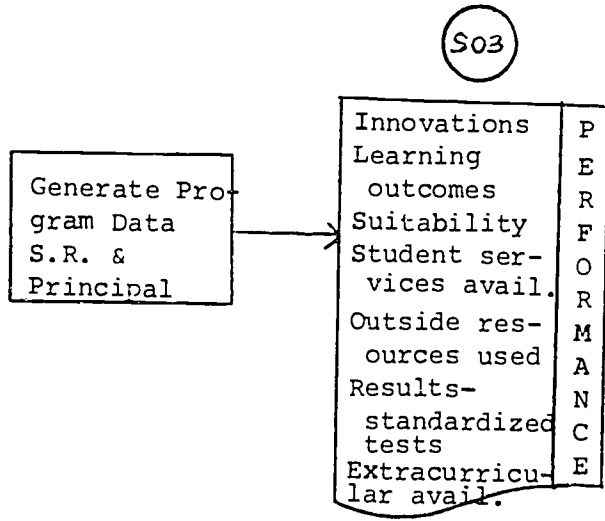 S03
Generate Pro-
gram Data
S.R. &
Principal
Innovations
Learning
outcomes
Suitability
Student ser-
vices avail.
Outside res-
ources used
Results-
standardized
tests
Extracurricu-
lar avail.
PERFORMANCE